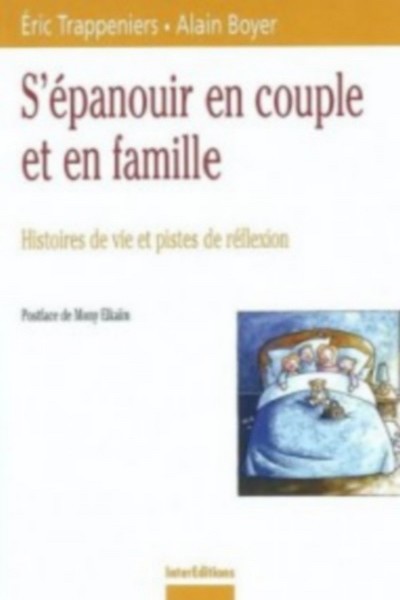 Éric Trappeniers • Alain Boyer
S'épanouir en couple
et en famille
Histoires de vie et pistes de réflexion
Postface de Mony Elkaïm
InterEditions